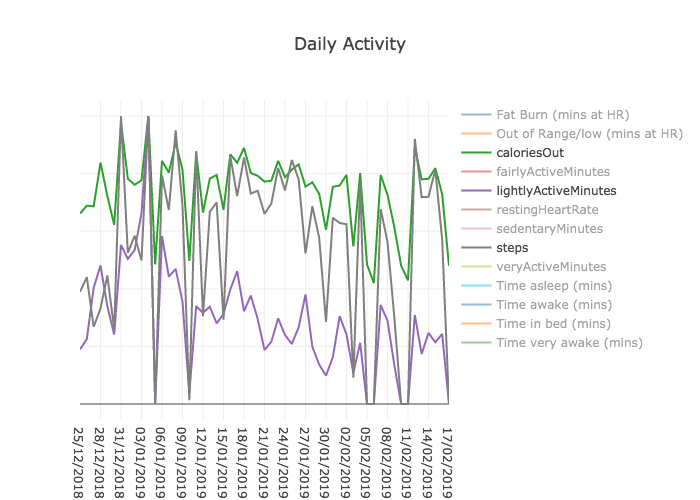 Daily Activity
Fat Burn (mins at HR)
Out of Range/low (mins at HR)
caloriesOut
fairlyActiveMinutes
lightlyActiveMinutes
restingHeartRate
sedentaryMinutes
steps
veryActiveMinutes
Time asleep (mins)
Time awake (mins)
Time in bed (mins)
Time very awake (mins)
25/12/2018
28/12/2018
31/12/2018
03/01/2019
06/01/2019
09/01/2019
12/01/2019
15/01/2019
18/01/2019
21/01/2019
24/01/2019
27/01/2019
30/01/2019
02/02/2019
05/02/2019
08/02/2019
11/02/2019
14/02/2019
17/02/2019